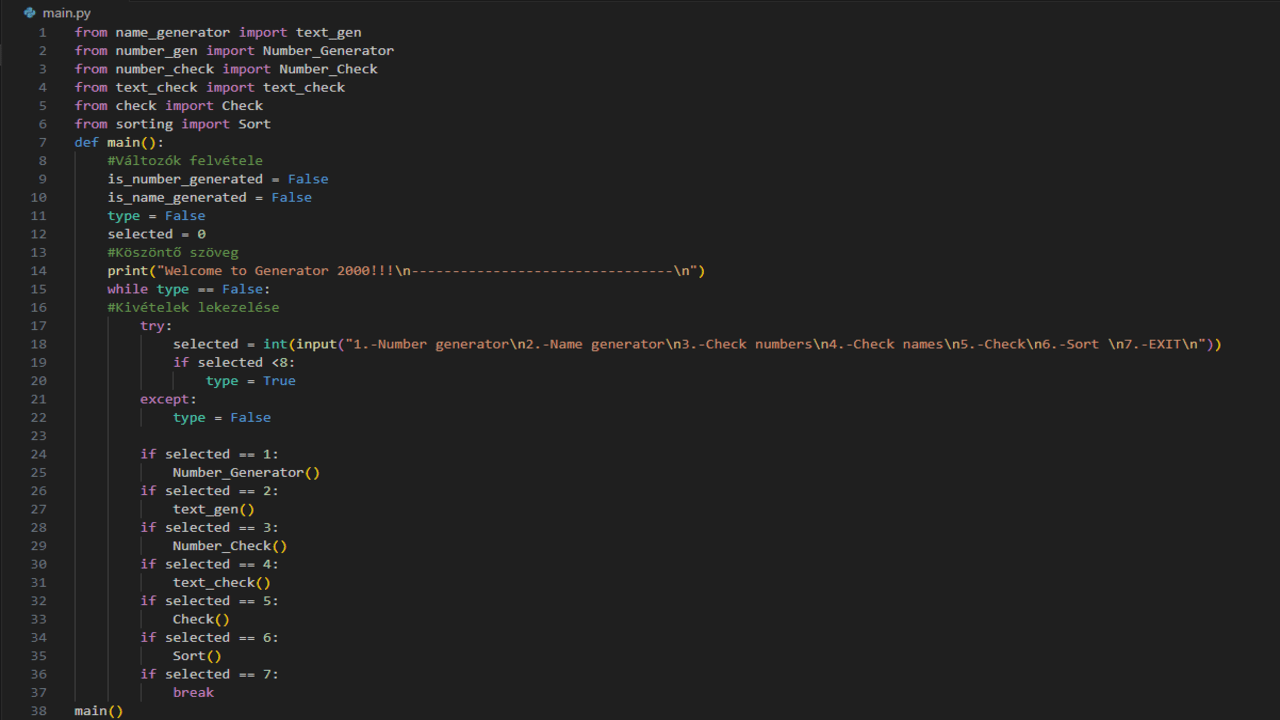 main.py
1 from name_generator import text_gen
2 from number_gen import Number_Generator
3 from number_check import Number_Check
4 from text_check import text_check
5 from check import Check
6 from sorting import Sort
7 def main():
8     #Változók felvétele
9     is_number_generated = False
10     is_name_generated = False
11     type = False
12     selected = 0
13     #Köszöntő szöveg
14     print("Welcome to Generator 2000!!!\n--------------------------------\n")
15     while type == False:
16     #Kivételek lekezelése
17         try:
18             selected = int(input("1.-Number generator\n2.-Name generator\n3.-Check numbers\n4.-Check names\n5.-Check\n6.-Sort \n7.-EXIT\n"))
19             if selected <8:
20                 type = True
21         except:
22             type = False
23
24         if selected == 1:
25             Number_Generator()
26         if selected == 2:
27             text_gen()
28         if selected == 3:
29             Number_Check()
30         if selected == 4:
31             text_check()
32         if selected == 5:
33             Check()
34         if selected == 6:
35             Sort()
36         if selected == 7:
37             break
38 main()